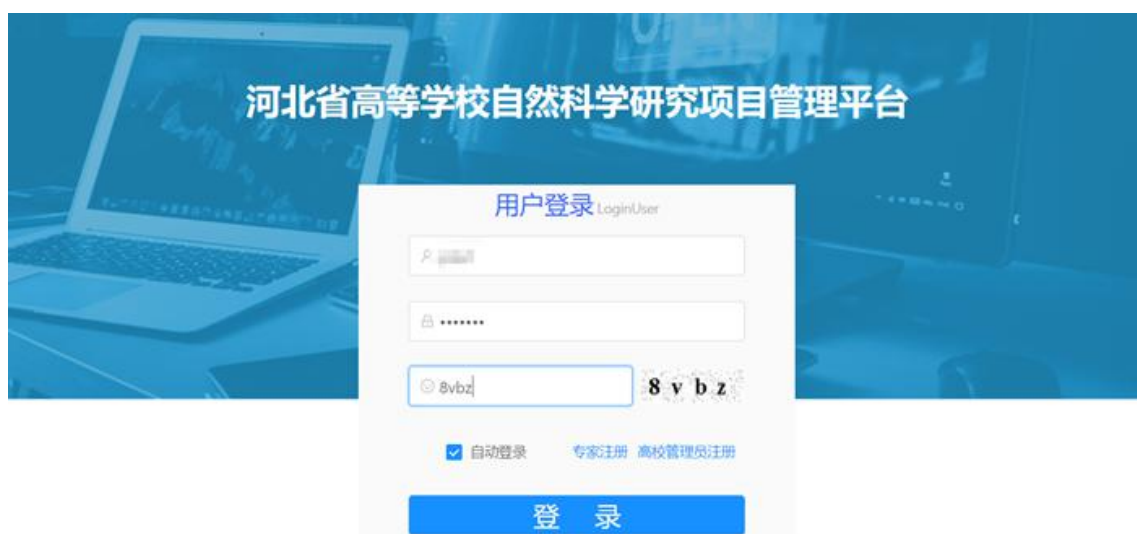 河北省高等学校自然科学研究项目管理平台
用户登录 LoginUser
•••••••
8vbz 8 v b z
自动登录 专家注册 高校管理员注册
登 录